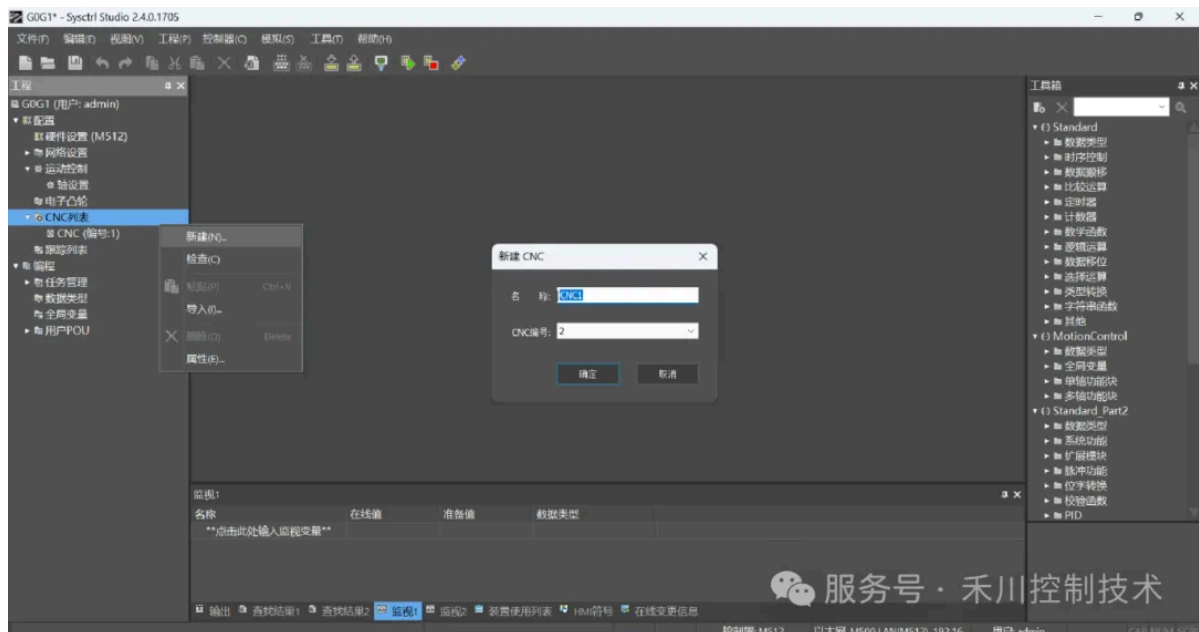 G0G1* - Sysctrl Studio 2.4.0.1705
文件(F) 编辑(E) 视图(V) 工程(P) 控制器(C) 模拟(S) 工具(T) 帮助(H)
工程
G0G1 (用户: admin)
配置
硬件设置 (M512)
网络设置
运动控制
轴设置
电子凸轮
CNC列表
CNC (编号:1)
跟踪列表
编程
任务管理
数据类型
全局变量
用户POU
新建(N)...
检查(C)
粘贴(P) Ctrl+V
导入(I)...
删除(D) Delete
属性(E)...
新建 CNC
名 称: CNC1
CNC编号: 2
确定 取消
工具箱
Standard
数据类型
时序控制
数据搬移
比较运算
定时器
计数器
数学函数
逻辑运算
数据移位
选择运算
类型转换
字符串函数
其他
MotionControl
数据类型
全局变量
单轴功能块
多轴功能块
Standard_Part2
数据类型
系统功能
扩展模块
脉冲功能
位字转换
校验函数
PID
监视1
名称 在线值 准备值 数据类型
**点击此处输入监视变量**
输出 查找结果1 查找结果2 监视1 监视2 装置使用列表 HMI符号 在线变更信息
服务号 · 禾川控制技术